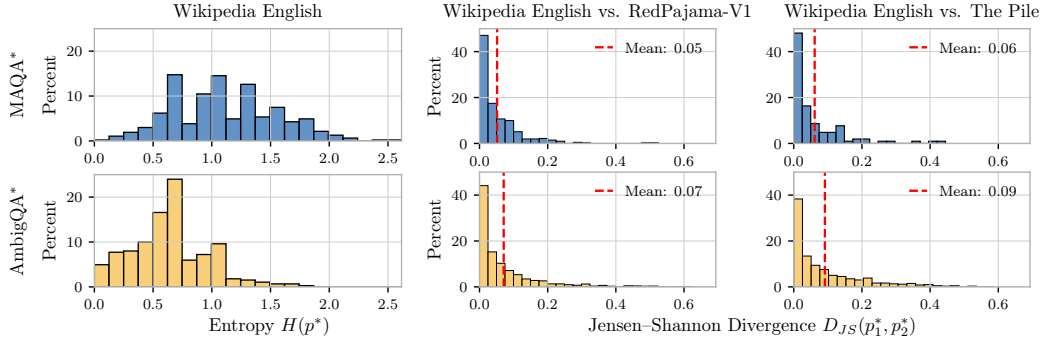 Wikipedia English
Wikipedia English vs. RedPajama-V1
Wikipedia English vs. The Pile
MAQA*
Percent
20
10
0
0.0 0.5 1.0 1.5 2.0 2.5
Percent
40
20
0
0.0 0.2 0.4 0.6
Mean: 0.05
40
20
0
0.0 0.2 0.4 0.6
Percent
Mean: 0.06
AmbigQA*
Percent
20
10
0
0.0 0.5 1.0 1.5 2.0 2.5
Entropy H(p*)
Percent
40
20
0
0.0 0.2 0.4 0.6
Mean: 0.07
40
20
0
0.0 0.2 0.4 0.6
Percent
Mean: 0.09
Jensen–Shannon Divergence D_JS(p₁*, p₂*)